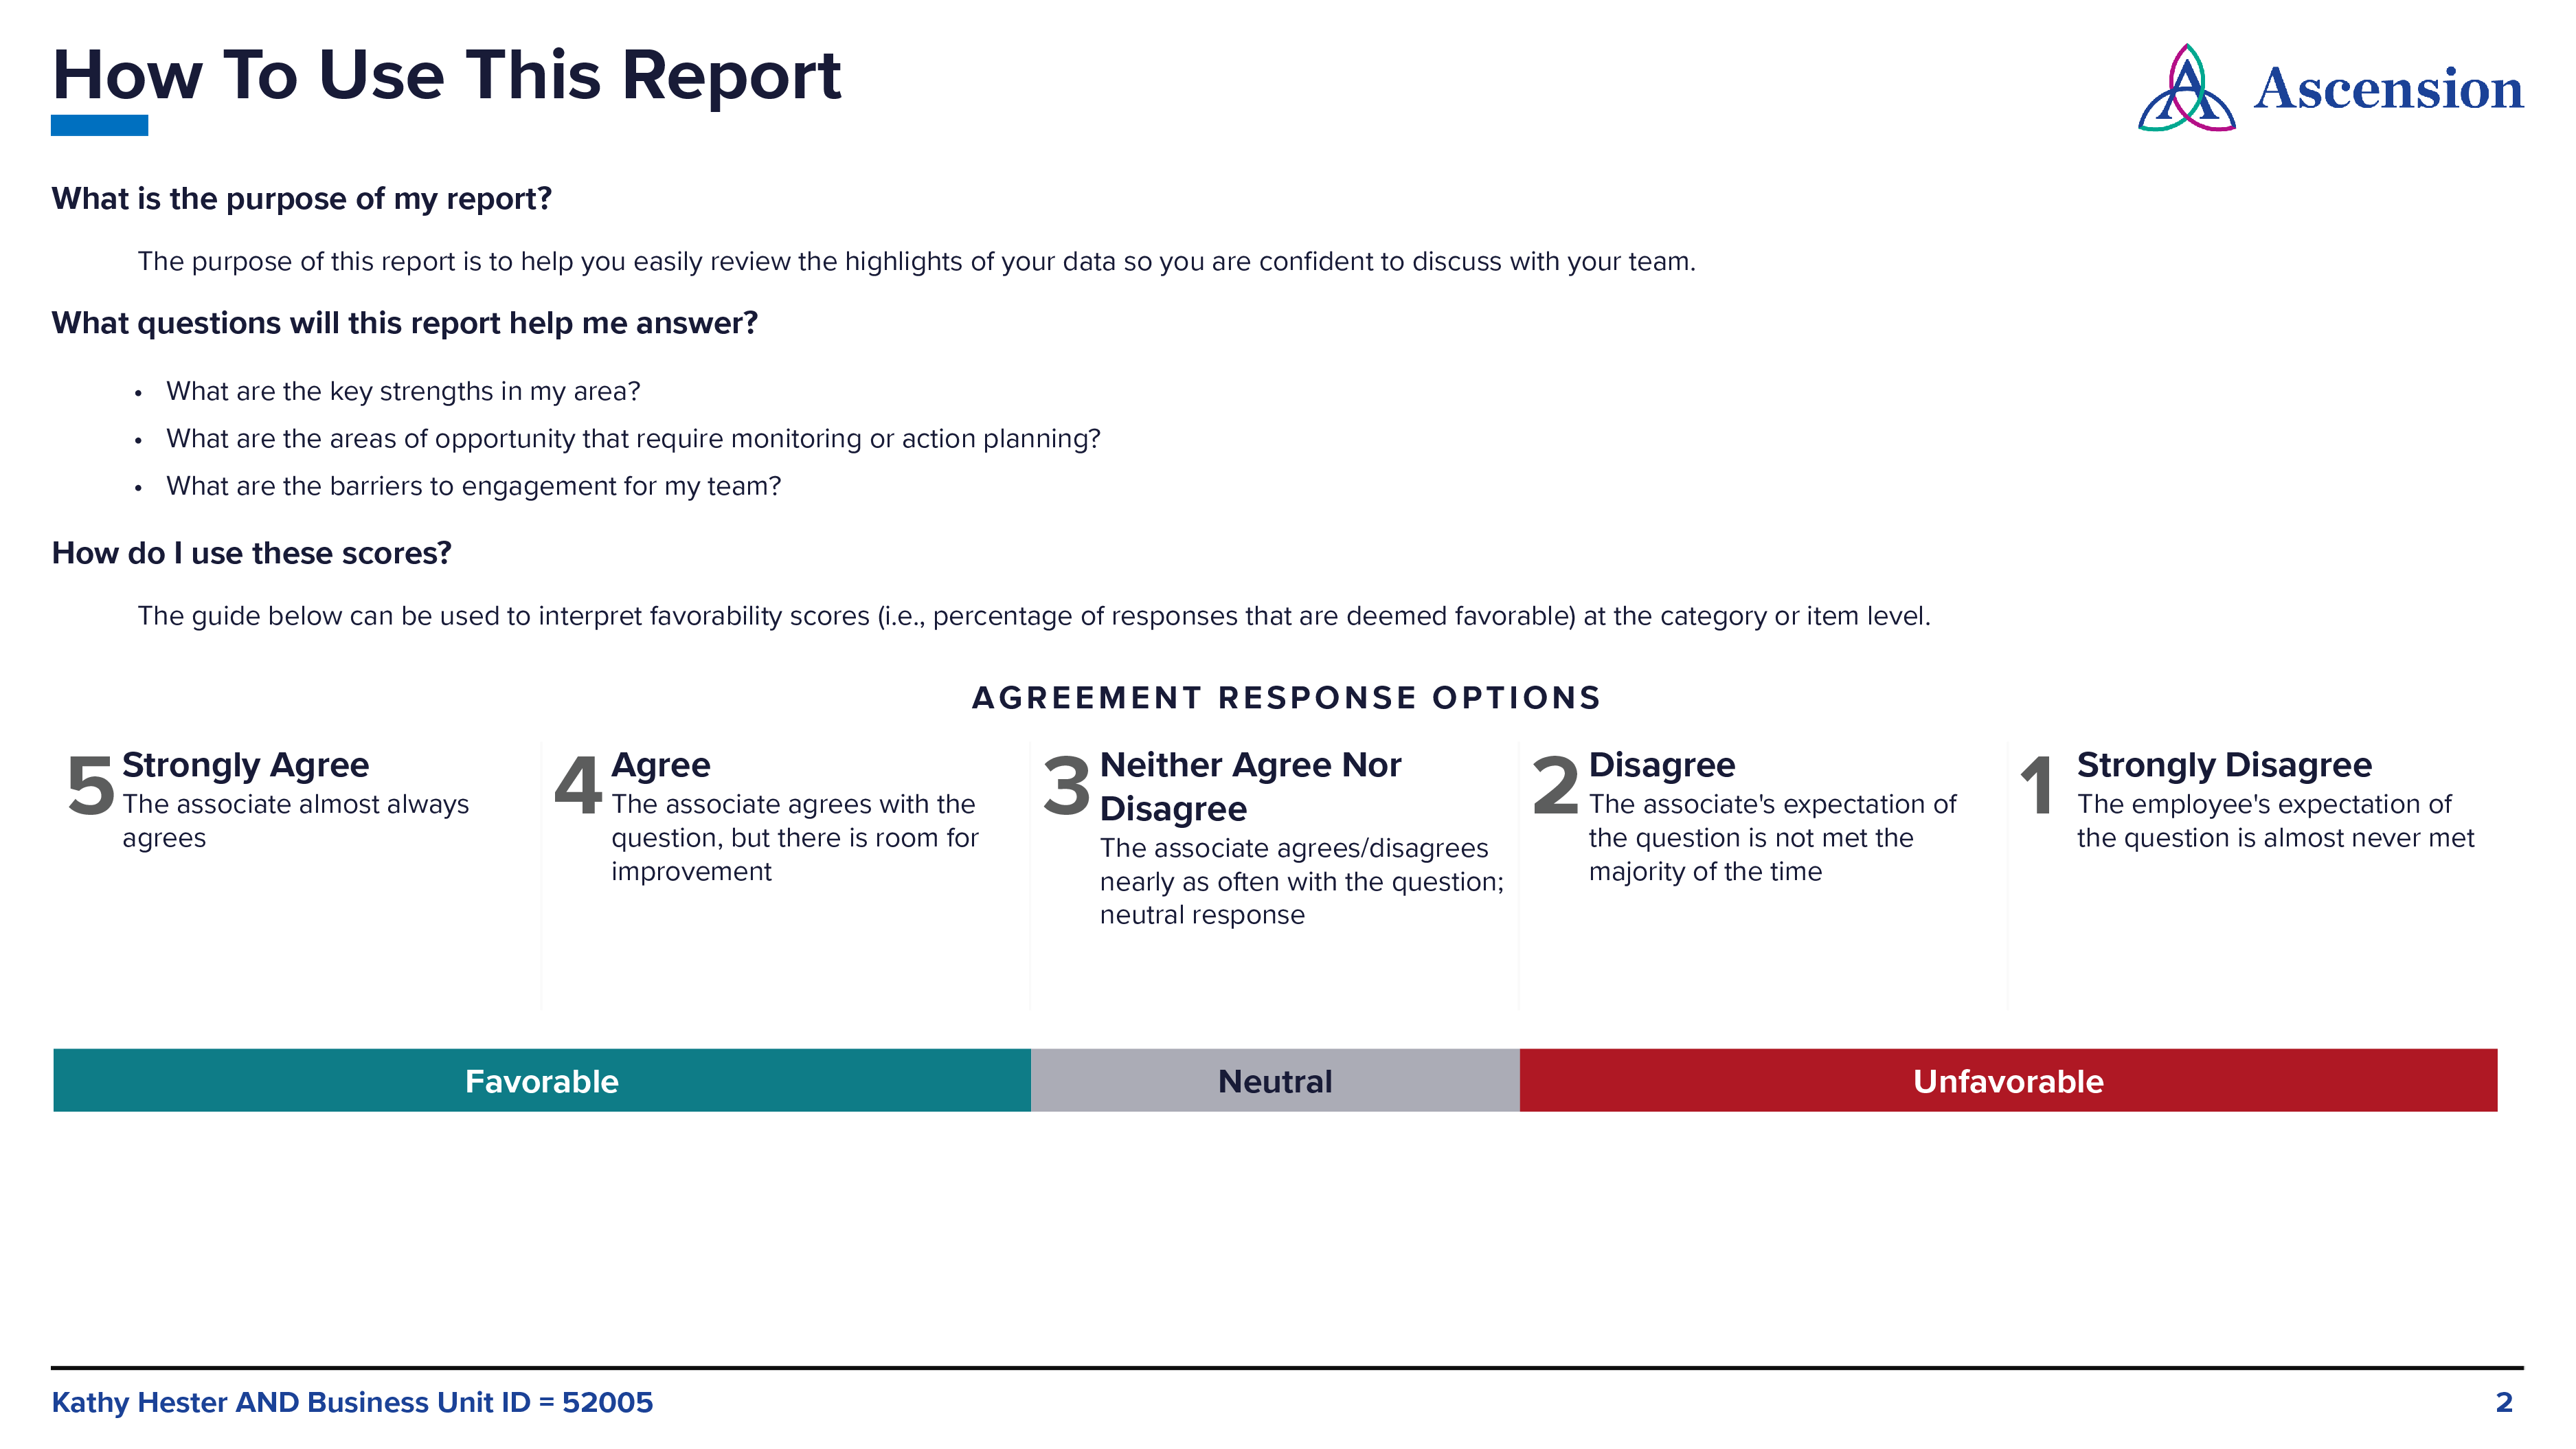 How To Use This Report
Ascension
What is the purpose of my report?
The purpose of this report is to help you easily review the highlights of your data so you are confident to discuss with your team.
What questions will this report help me answer?
• What are the key strengths in my area?
• What are the areas of opportunity that require monitoring or action planning?
• What are the barriers to engagement for my team?
How do I use these scores?
The guide below can be used to interpret favorability scores (i.e., percentage of responses that are deemed favorable) at the category or item level.
AGREEMENT RESPONSE OPTIONS
5 Strongly Agree
The associate almost always
agrees
4 Agree
The associate agrees with the
question, but there is room for
improvement
3 Neither Agree Nor
Disagree
The associate agrees/disagrees
nearly as often with the question;
neutral response
2 Disagree
The associate's expectation of
the question is not met the
majority of the time
1 Strongly Disagree
The employee's expectation of
the question is almost never met
Favorable
Neutral
Unfavorable
Kathy Hester AND Business Unit ID = 52005
2